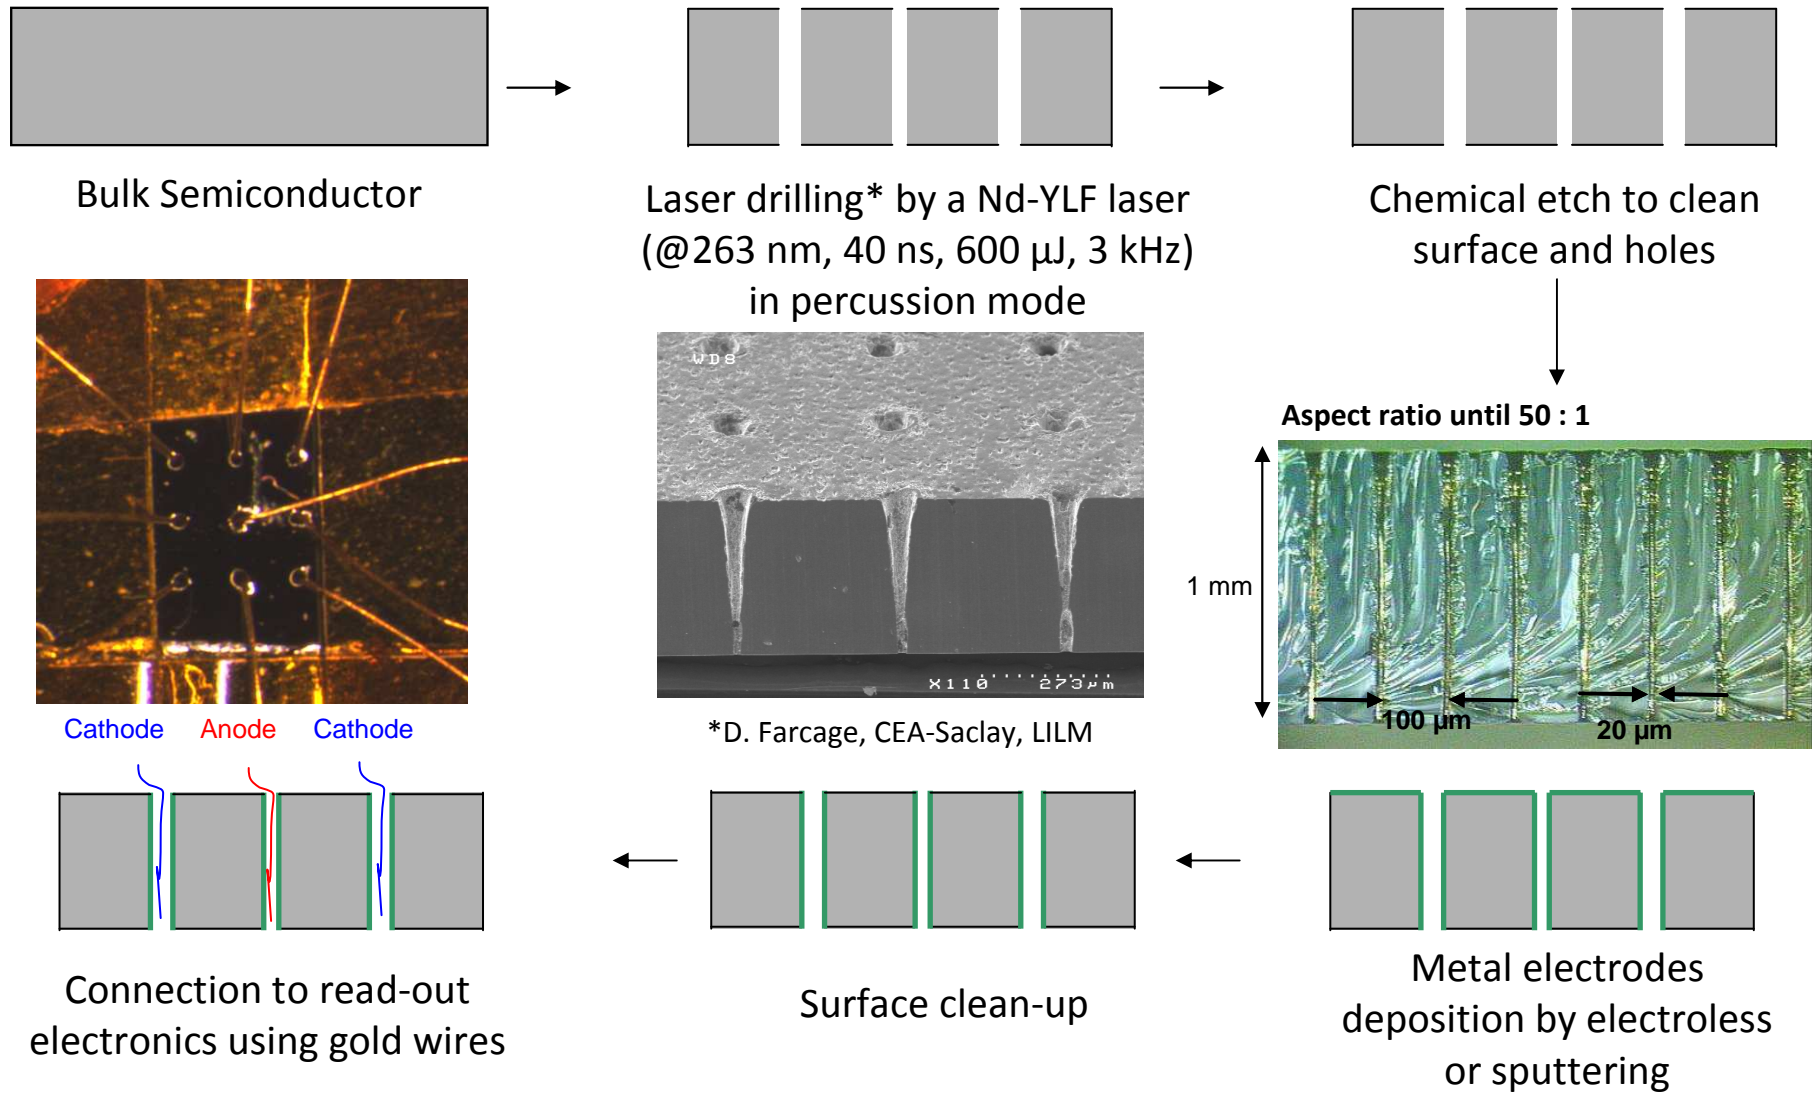 Bulk Semiconductor
Laser drilling* by a Nd-YLF laser
(@263 nm, 40 ns, 600 µJ, 3 kHz)
in percussion mode
Chemical etch to clean
surface and holes
WD8
X110 273µm
*D. Farcage, CEA-Saclay, LILM
Aspect ratio until 50 : 1
1 mm
100 µm
20 µm
Cathode Anode Cathode
Connection to read-out
electronics using gold wires
Surface clean-up
Metal electrodes
deposition by electroless
or sputtering